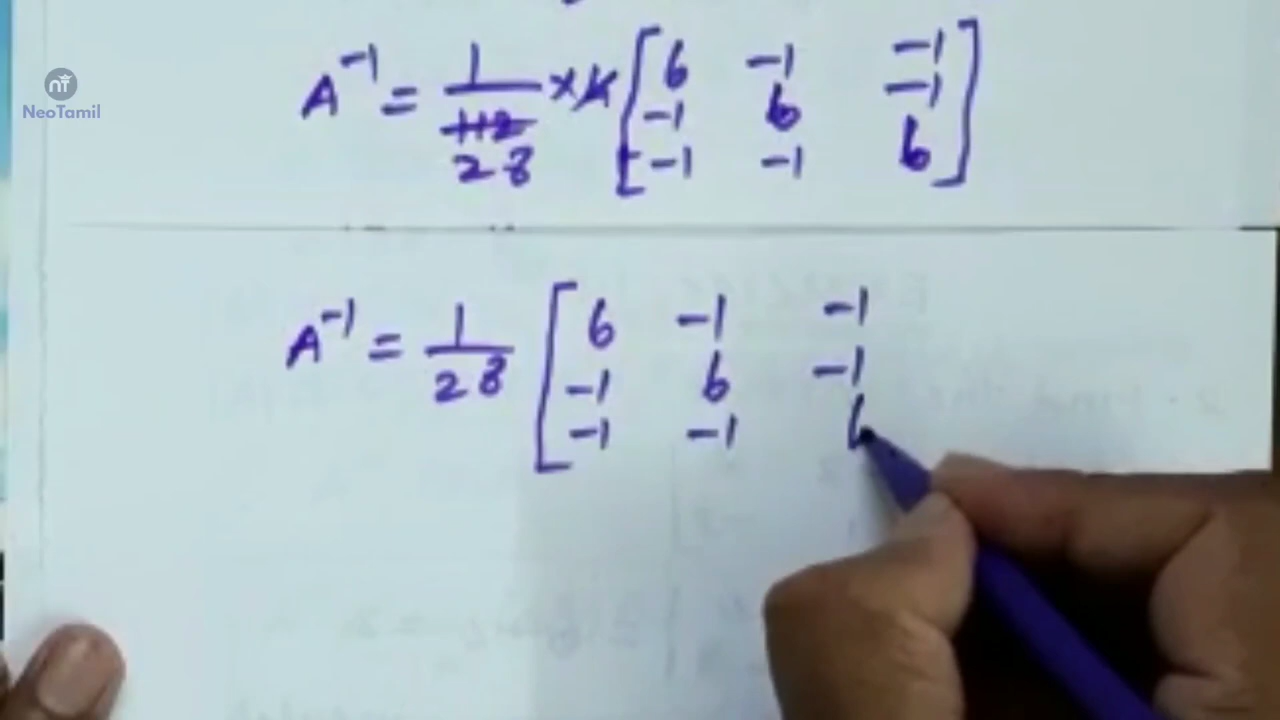 NeoTamil
A⁻¹ = 1/112 × 4 [ 6 -1 -1
28 -1 6 -1
-1 -1 6 ]
A⁻¹ = 1/28 [ 6 -1 -1
-1 6 -1
-1 -1 6